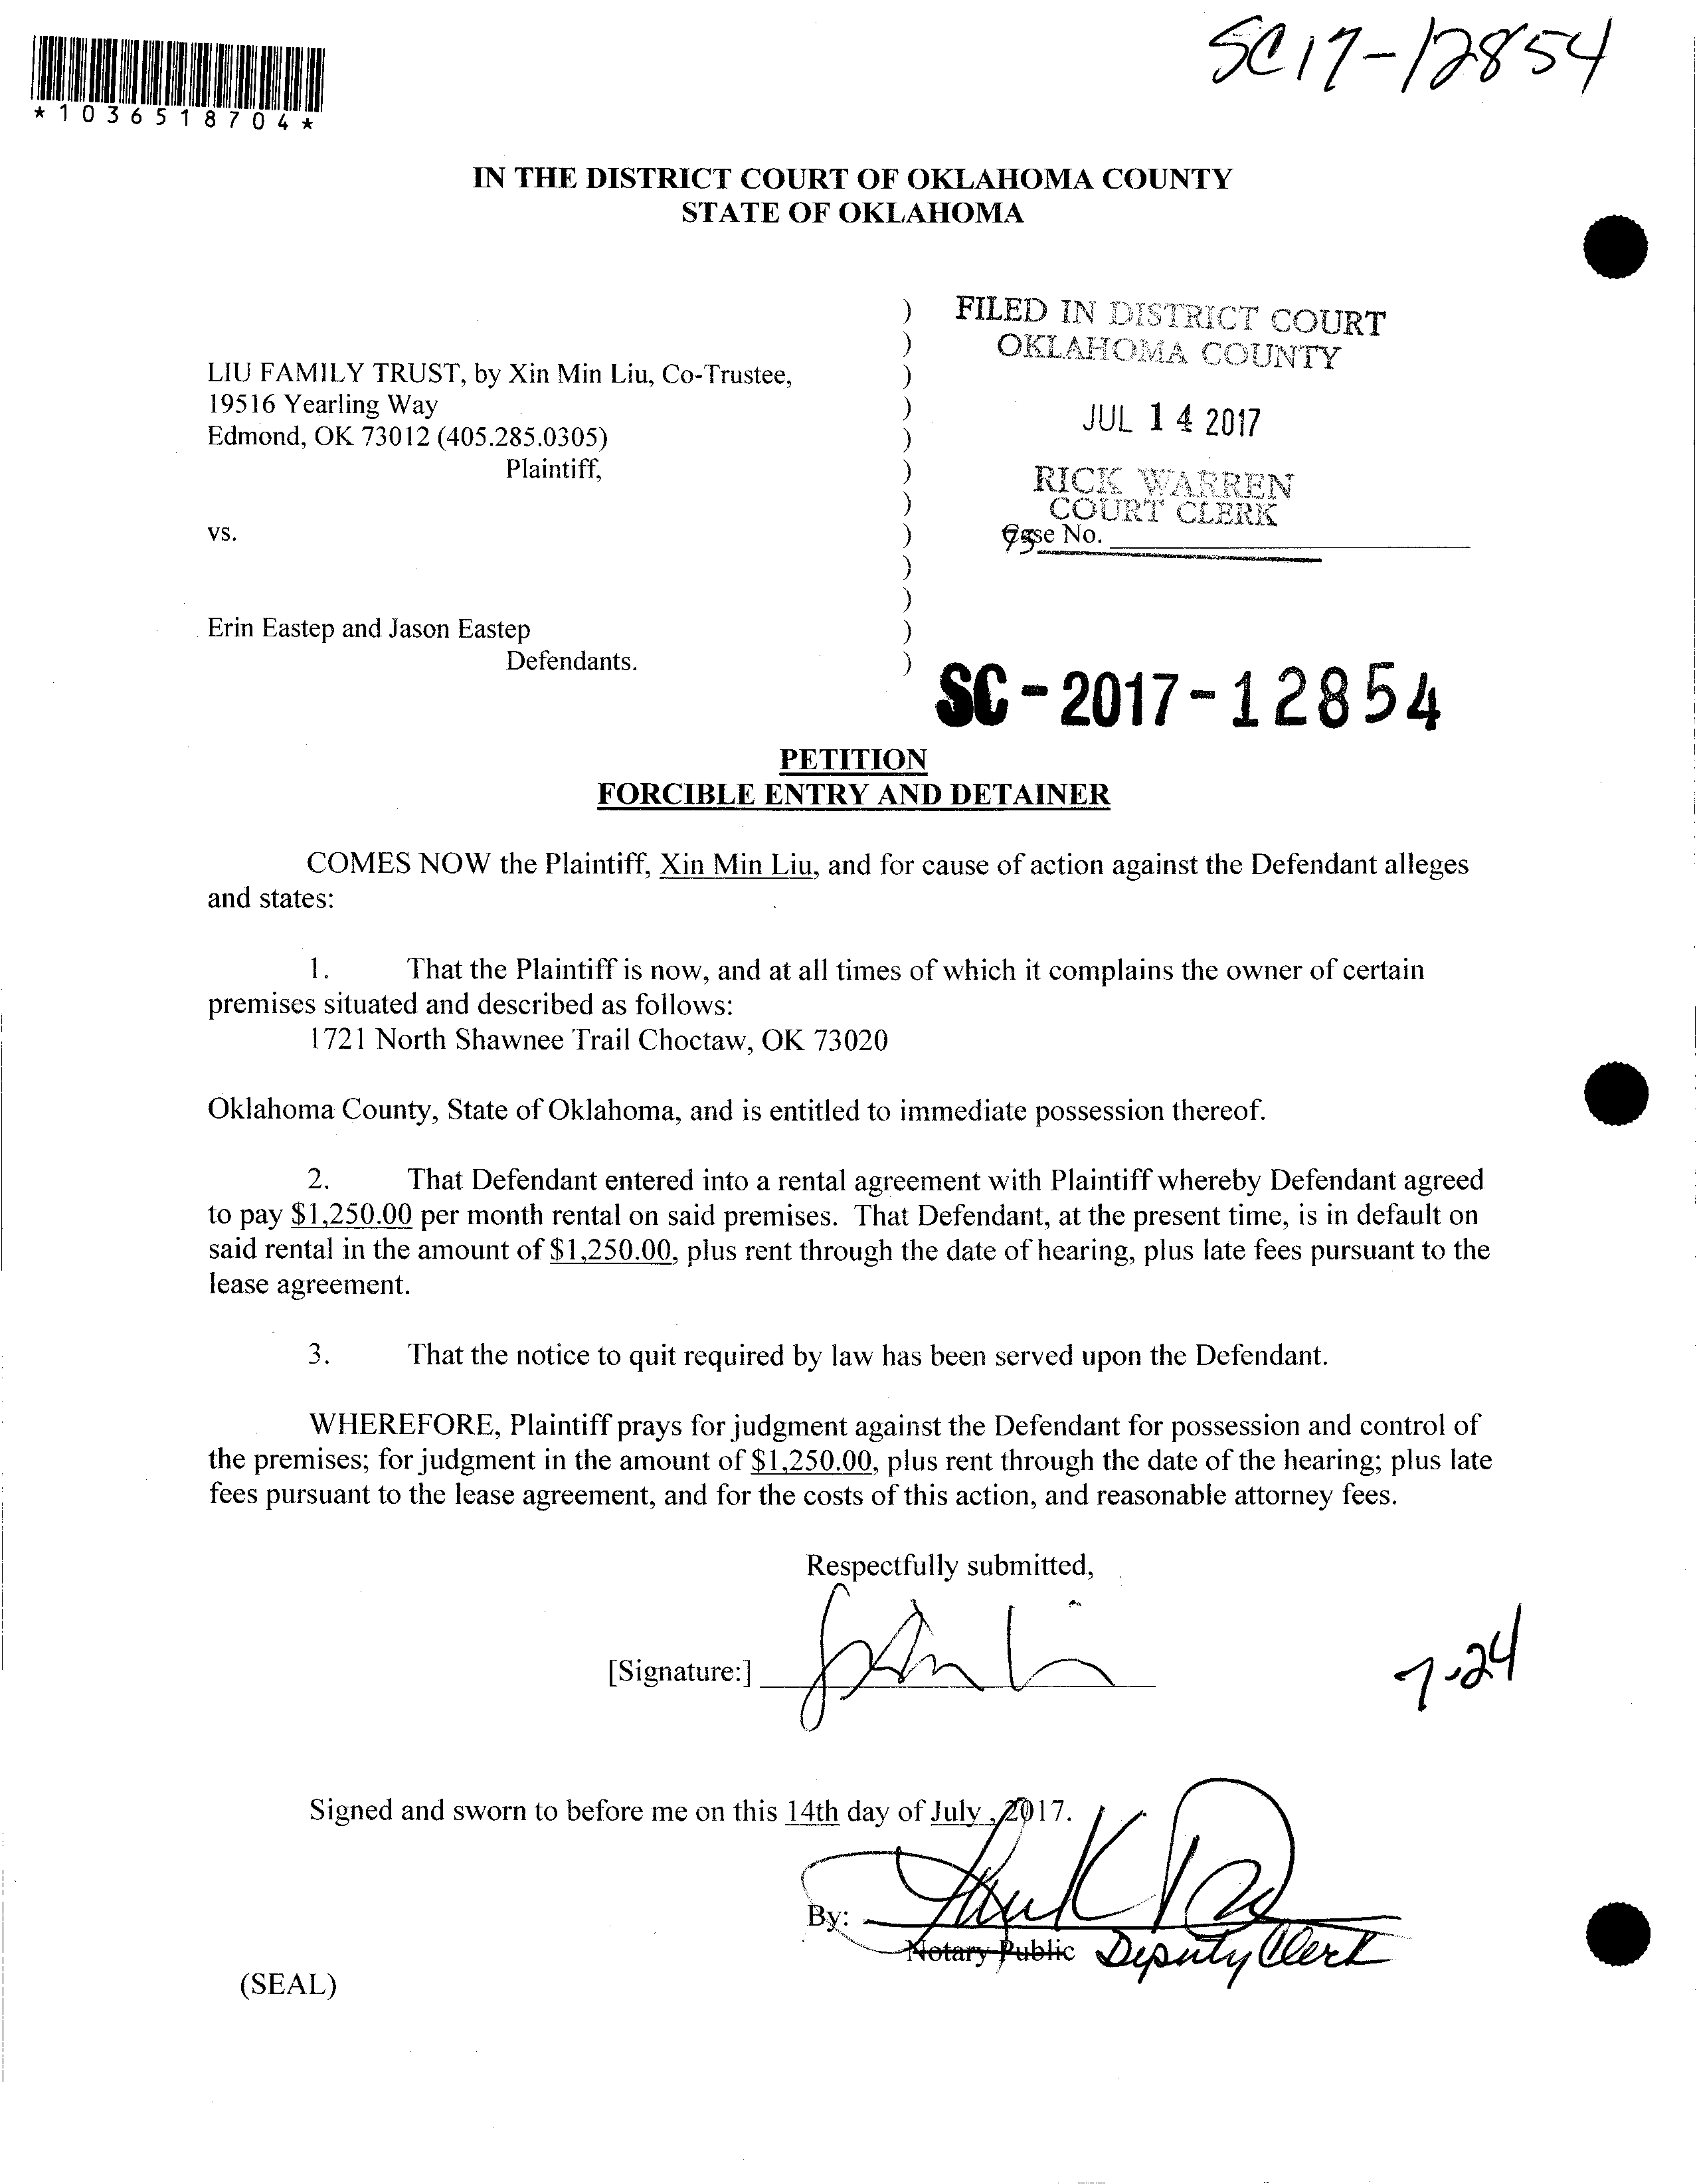 SC17-12854
*1036518704*
IN THE DISTRICT COURT OF OKLAHOMA COUNTY
STATE OF OKLAHOMA
FILED IN DISTRICT COURT
OKLAHOMA COUNTY
JUL 14 2017
RICK WARREN
COURT CLERK
75
Case No.
LIU FAMILY TRUST, by Xin Min Liu, Co-Trustee,
19516 Yearling Way
Edmond, OK 73012 (405.285.0305)
Plaintiff,
vs.
Erin Eastep and Jason Eastep
Defendants.
)
)
)
)
)
)
)
)
)
)
)
)
SC-2017-12854
PETITION
FORCIBLE ENTRY AND DETAINER
COMES NOW the Plaintiff, Xin Min Liu, and for cause of action against the Defendant alleges
and states:
1. That the Plaintiff is now, and at all times of which it complains the owner of certain
premises situated and described as follows:
1721 North Shawnee Trail Choctaw, OK 73020
Oklahoma County, State of Oklahoma, and is entitled to immediate possession thereof.
2. That Defendant entered into a rental agreement with Plaintiff whereby Defendant agreed
to pay $1,250.00 per month rental on said premises. That Defendant, at the present time, is in default on
said rental in the amount of $1,250.00, plus rent through the date of hearing, plus late fees pursuant to the
lease agreement.
3. That the notice to quit required by law has been served upon the Defendant.
WHEREFORE, Plaintiff prays for judgment against the Defendant for possession and control of
the premises; for judgment in the amount of $1,250.00, plus rent through the date of the hearing; plus late
fees pursuant to the lease agreement, and for the costs of this action, and reasonable attorney fees.
Respectfully submitted,
[Signature:]
7-24
Signed and sworn to before me on this 14th day of July , 2017.
By:
Notary Public Deputy Clerk
(SEAL)